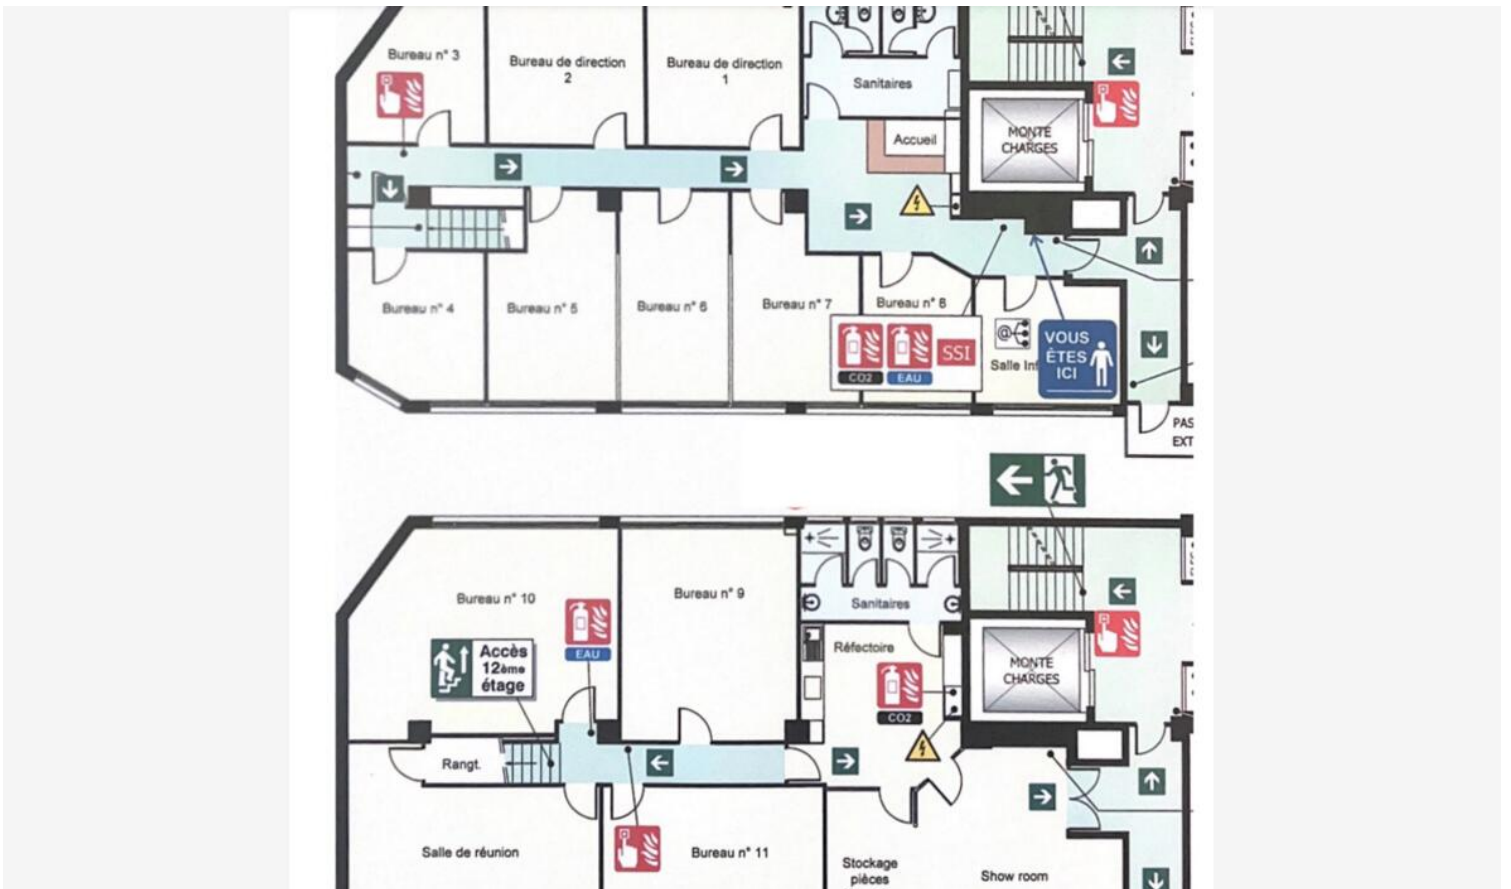 Bureau n° 3
Bureau de direction
2
Bureau de direction
1
Sanitaires
Accueil
MONTE
CHARGES
Bureau n° 4
Bureau n° 5
Bureau n° 6
Bureau n° 7
Bureau n° 8
CO2
EAU
SSI
@
Salle Inf
VOUS
ÊTES
ICI
PAS
EXT
Bureau n° 10
EAU
Accès
12ème
étage
Bureau n° 9
Sanitaires
Réfectoire
CO2
MONTE
CHARGES
Rangt.
Salle de réunion
Bureau n° 11
Stockage
pièces
Show room